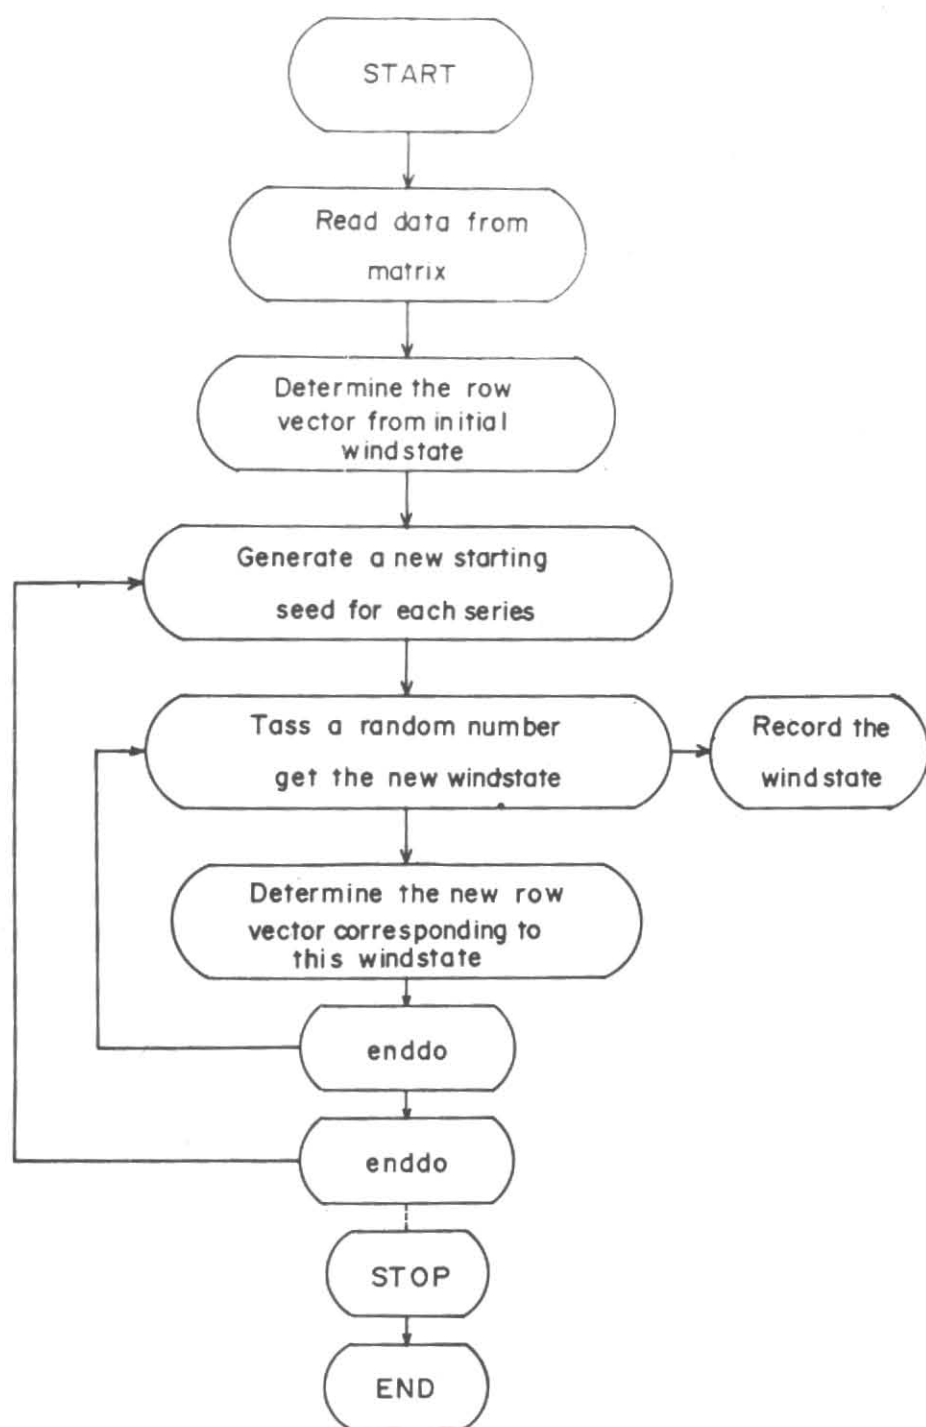 START
Read data from
matrix
Determine the row
vector from initial
windstate
Generate a new starting
seed for each series
Tass a random number
get the new windstate
Record the
windstate
Determine the new row
vector corresponding to
this windstate
enddo
enddo
STOP
END